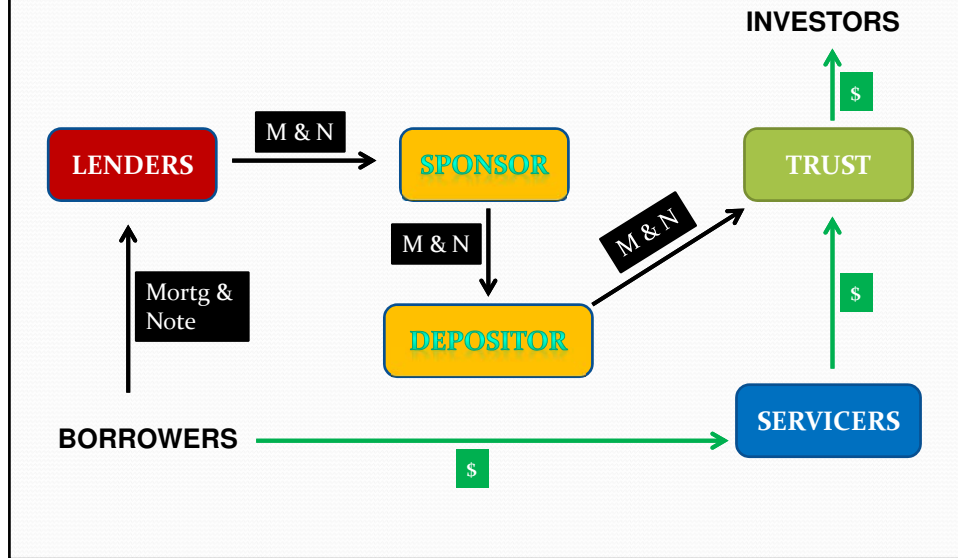 INVESTORS
$
M & N
LENDERS
SPONSOR
TRUST
M & N
M & N
Mortg &
Note
$
DEPOSITOR
SERVICERS
BORROWERS
$